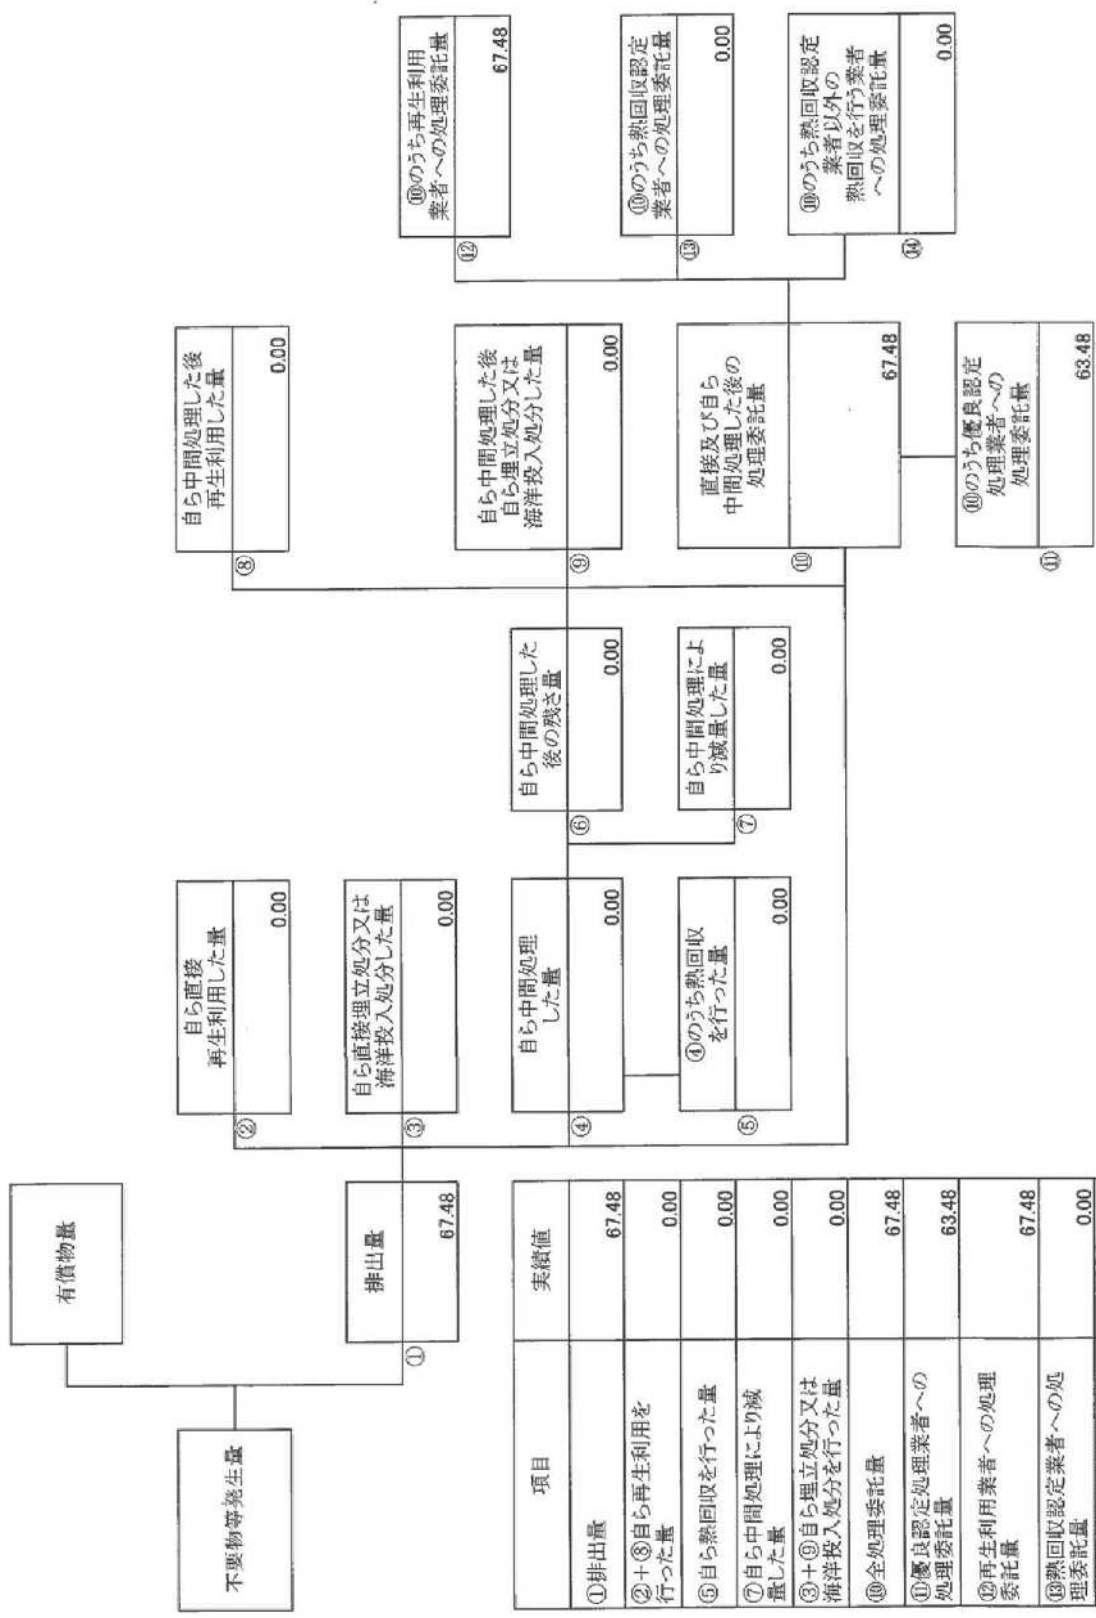 有償物量
不要物等発生量
排出量
①
67.48
自ら直接
再生利用した量
②
0.00
自ら直接埋立処分又は
海洋投入処分した量
③
0.00
自ら中間処理
した量
④
0.00
④のうち熱回収
を行った量
⑤
0.00
自ら中間処理した
後の残さ量
⑥
0.00
自ら中間処理によ
り減量した量
⑦
0.00
自ら中間処理した後
再生利用した量
⑧
0.00
自ら中間処理した後
自ら埋立処分又は
海洋投入処分した量
⑨
0.00
直接及び自ら
中間処理した後の
処理委託量
⑩
67.48
⑩のうち優良認定
処理業者への
処理委託量
⑪
63.48
⑩のうち再生利用
業者への処理委託量
⑫
67.48
⑩のうち熱回収認定
業者への処理委託量
⑬
0.00
⑩のうち熱回収認定
業者以外の
熱回収を行う業者
への処理委託量
⑭
0.00
項目 実績値
①排出量 67.48
②+⑧自ら再生利用を
行った量 0.00
⑤自ら熱回収を行った量 0.00
⑦自ら中間処理により減
量した量 0.00
③+⑨自ら埋立処分又は
海洋投入処分を行った量 0.00
⑩全処理委託量 67.48
⑪優良認定処理業者への
処理委託量 63.48
⑫再生利用業者への処理
委託量 67.48
⑬熱回収認定業者への処
理委託量 0.00